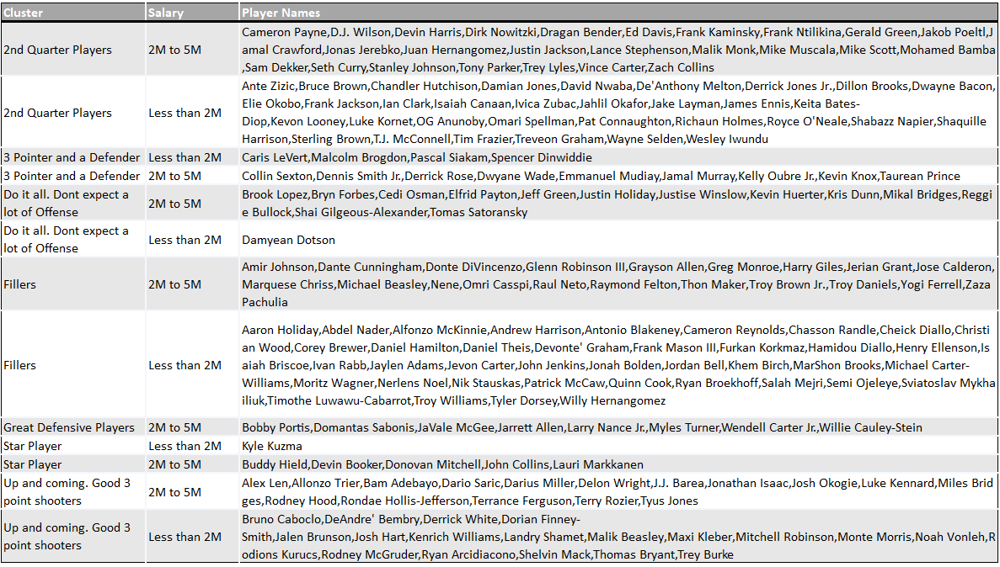 Cluster Salary Player Names
2nd Quarter Players 2M to 5M
Cameron Payne,D.J. Wilson,Devin Harris,Dirk Nowitzki,Dragan Bender,Ed Davis,Frank Kaminsky,Frank Ntilikina,Gerald Green,Jakob Poeltl,J
amal Crawford,Jonas Jerebko,Juan Hernangomez,Justin Jackson,Lance Stephenson,Malik Monk,Mike Muscala,Mike Scott,Mohamed Bamba
,Sam Dekker,Seth Curry,Stanley Johnson,Tony Parker,Trey Lyles,Vince Carter,Zach Collins
2nd Quarter Players Less than 2M
Ante Zizic,Bruce Brown,Chandler Hutchison,Damian Jones,David Nwaba,De'Anthony Melton,Derrick Jones Jr.,Dillon Brooks,Dwayne Bacon,
Elie Okobo,Frank Jackson,Ian Clark,Isaiah Canaan,Ivica Zubac,Jahlil Okafor,Jake Layman,James Ennis,Keita Bates-
Diop,Kevon Looney,Luke Kornet,OG Anunoby,Omari Spellman,Pat Connaughton,Richaun Holmes,Royce O'Neale,Shabazz Napier,Shaquille
Harrison,Sterling Brown,T.J. McConnell,Tim Frazier,Treveon Graham,Wayne Selden,Wesley Iwundu
3 Pointer and a Defender Less than 2M Caris LeVert,Malcolm Brogdon,Pascal Siakam,Spencer Dinwiddie
3 Pointer and a Defender 2M to 5M Collin Sexton,Dennis Smith Jr.,Derrick Rose,Dwyane Wade,Emmanuel Mudiay,Jamal Murray,Kelly Oubre Jr.,Kevin Knox,Taurean Prince
Do it all. Dont expect a
lot of Offense
2M to 5M
Brook Lopez,Bryn Forbes,Cedi Osman,Elfrid Payton,Jeff Green,Justin Holiday,Justise Winslow,Kevin Huerter,Kris Dunn,Mikal Bridges,Reggi
e Bullock,Shai Gilgeous-Alexander,Tomas Satoransky
Do it all. Dont expect a
lot of Offense
Less than 2M Damyean Dotson
Fillers 2M to 5M
Amir Johnson,Dante Cunningham,Donte DiVincenzo,Glenn Robinson III,Grayson Allen,Greg Monroe,Harry Giles,Jerian Grant,Jose Calderon,
Marquese Chriss,Michael Beasley,Nene,Omri Casspi,Raul Neto,Raymond Felton,Thon Maker,Troy Brown Jr.,Troy Daniels,Yogi Ferrell,Zaza
Pachulia
Fillers Less than 2M
Aaron Holiday,Abdel Nader,Alfonzo McKinnie,Andrew Harrison,Antonio Blakeney,Cameron Reynolds,Chasson Randle,Cheick Diallo,Christi
an Wood,Corey Brewer,Daniel Hamilton,Daniel Theis,Devonte' Graham,Frank Mason III,Furkan Korkmaz,Hamidou Diallo,Henry Ellenson,Is
aiah Briscoe,Ivan Rabb,Jaylen Adams,Jevon Carter,John Jenkins,Jonah Bolden,Jordan Bell,Khem Birch,MarShon Brooks,Michael Carter-
Williams,Moritz Wagner,Nerlens Noel,Nik Stauskas,Patrick McCaw,Quinn Cook,Ryan Broekhoff,Salah Mejri,Semi Ojeleye,Sviatoslav Mykha
iliuk,Timothe Luwawu-Cabarrot,Troy Williams,Tyler Dorsey,Willy Hernangomez
Great Defensive Players 2M to 5M Bobby Portis,Domantas Sabonis,JaVale McGee,Jarrett Allen,Larry Nance Jr.,Myles Turner,Wendell Carter Jr.,Willie Cauley-Stein
Star Player Less than 2M Kyle Kuzma
Star Player 2M to 5M Buddy Hield,Devin Booker,Donovan Mitchell,John Collins,Lauri Markkanen
Up and coming. Good 3
point shooters
2M to 5M
Alex Len,Allonzo Trier,Bam Adebayo,Dario Saric,Darius Miller,Delon Wright,J.J. Barea,Jonathan Isaac,Josh Okogie,Luke Kennard,Miles Brid
ges,Rodney Hood,Rondae Hollis-Jefferson,Terrance Ferguson,Terry Rozier,Tyus Jones
Up and coming. Good 3
point shooters
Less than 2M
Bruno Caboclo,DeAndre' Bembry,Derrick White,Dorian Finney-
Smith,Jalen Brunson,Josh Hart,Kenrich Williams,Landry Shamet,Malik Beasley,Maxi Kleber,Mitchell Robinson,Monte Morris,Noah Vonleh,R
odions Kurucs,Rodney McGruder,Ryan Arcidiacono,Shelvin Mack,Thomas Bryant,Trey Burke